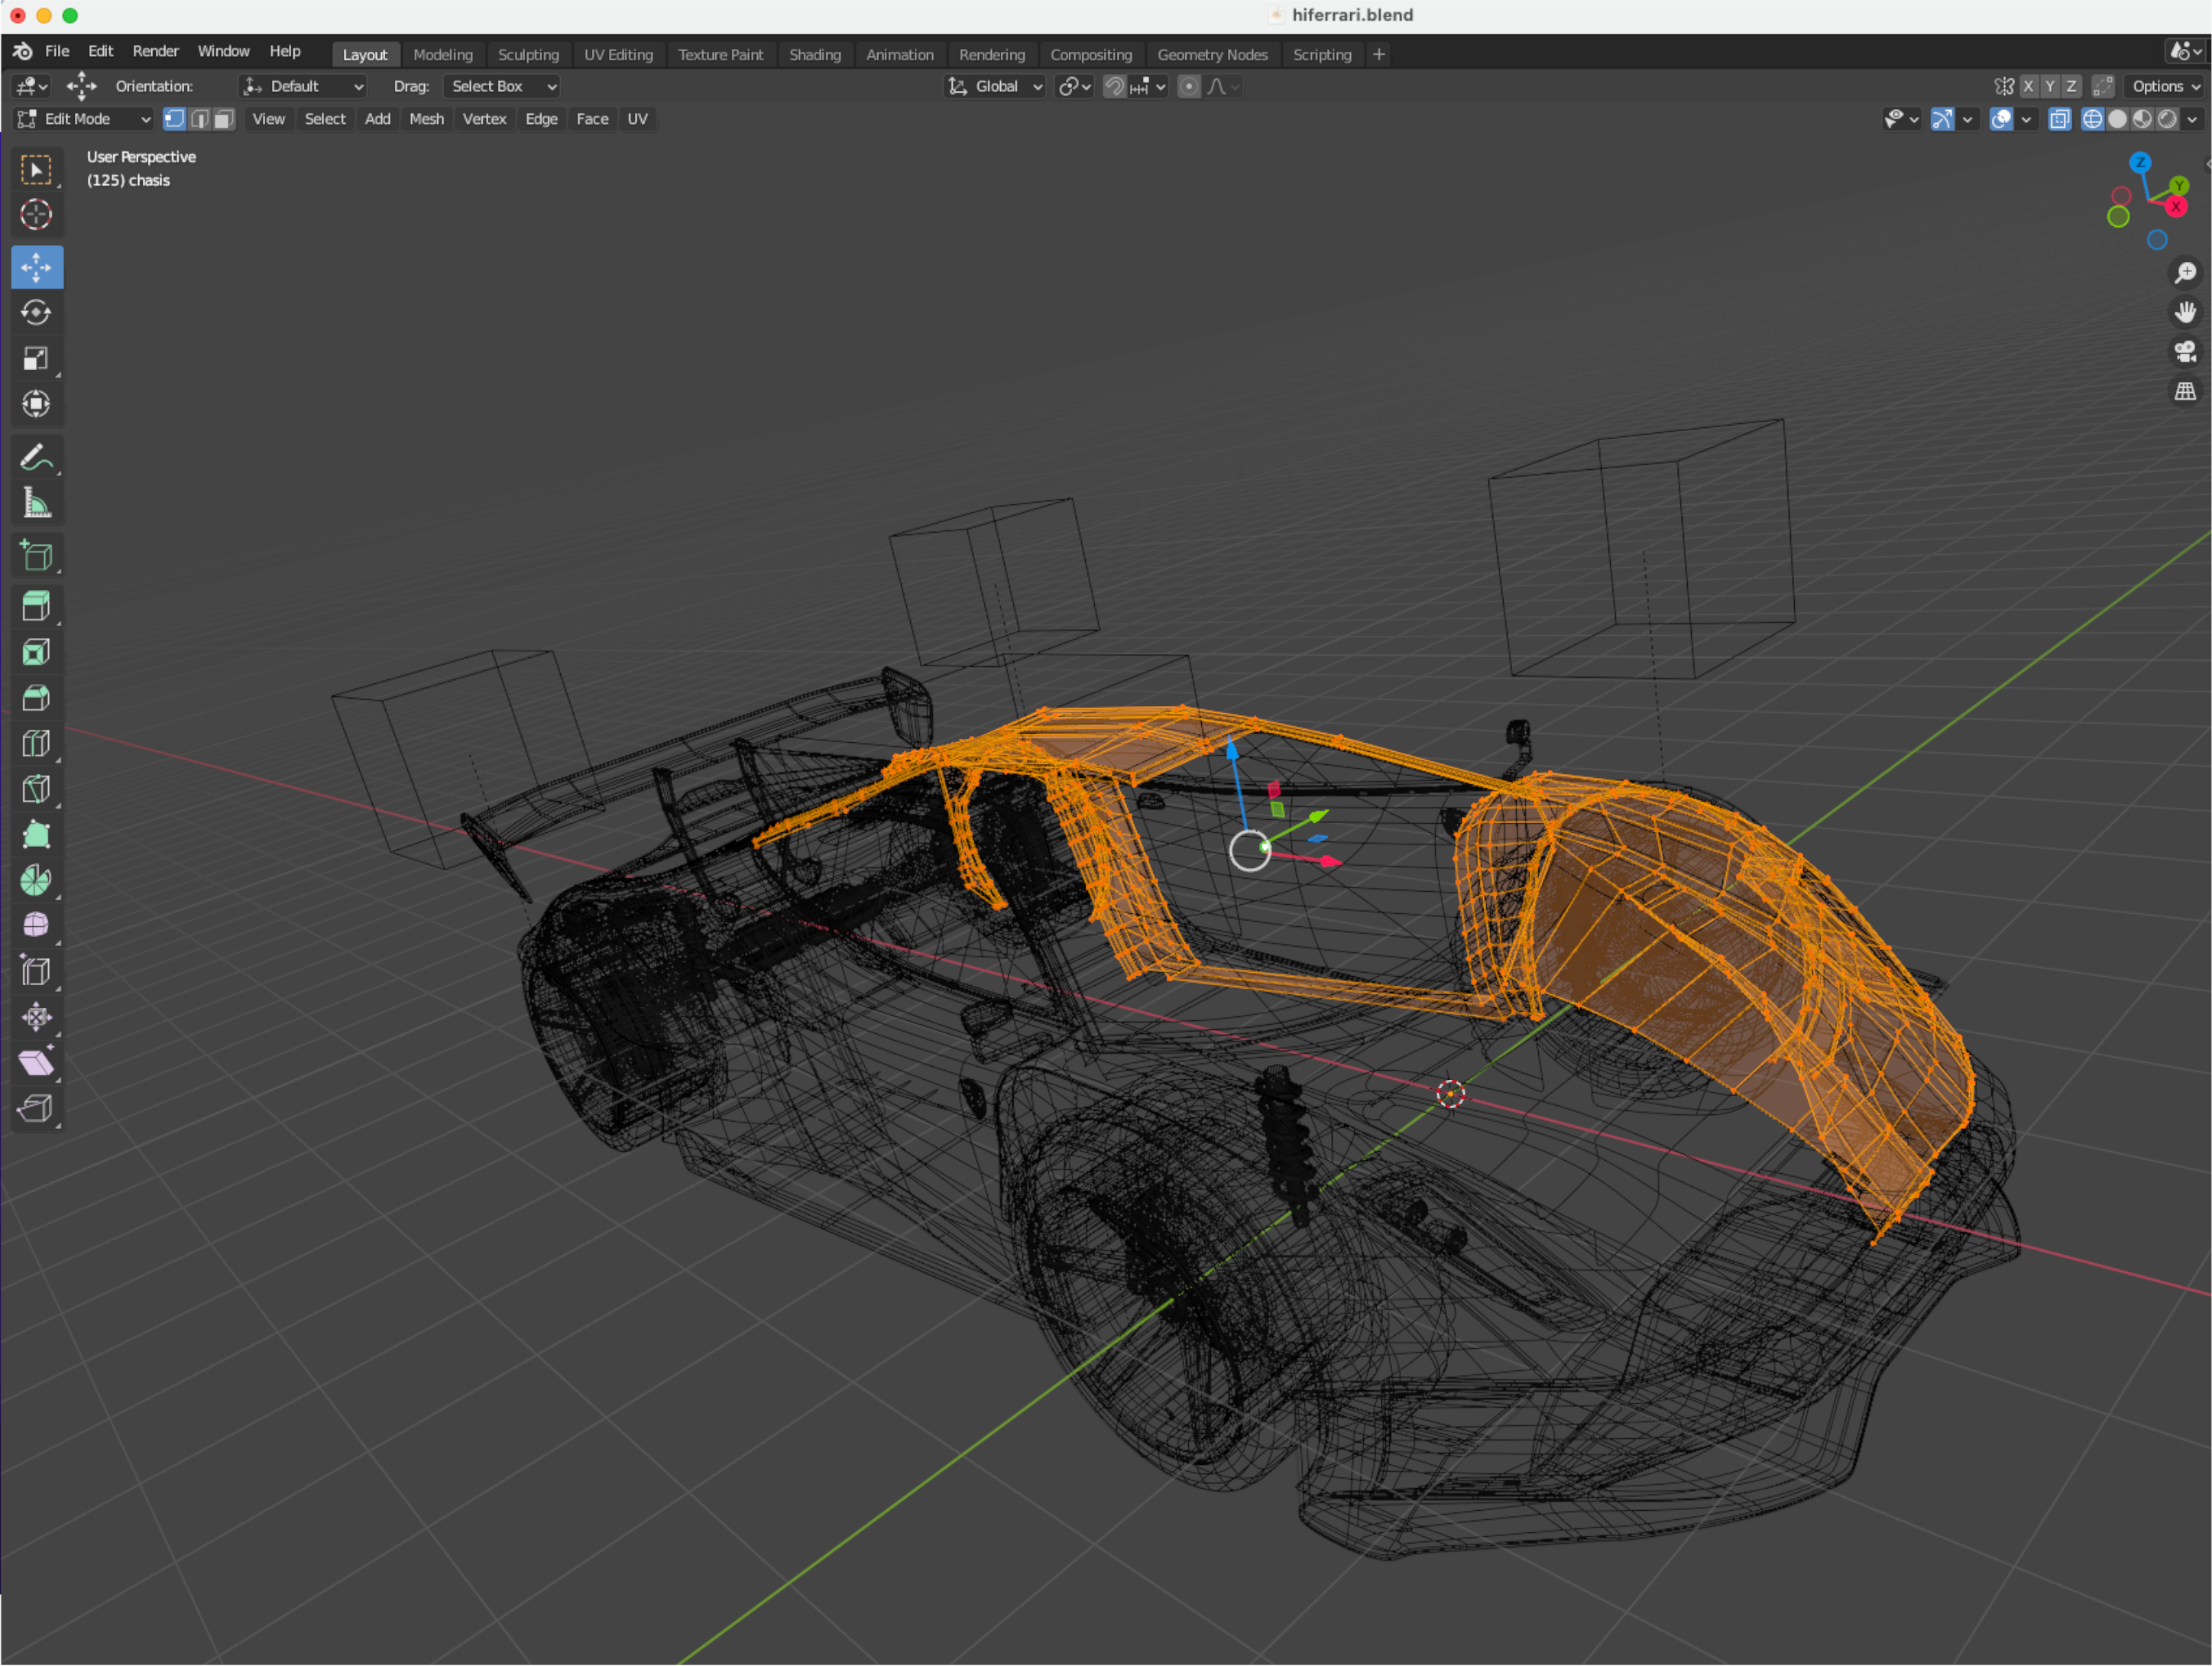 hiferrari.blend
File Edit Render Window Help Layout Modeling Sculpting UV Editing Texture Paint Shading Animation Rendering Compositing Geometry Nodes Scripting +
Orientation: Default Drag: Select Box Global X Y Z Options
Edit Mode View Select Add Mesh Vertex Edge Face UV
User Perspective
(125) chasis
Z
Y
X